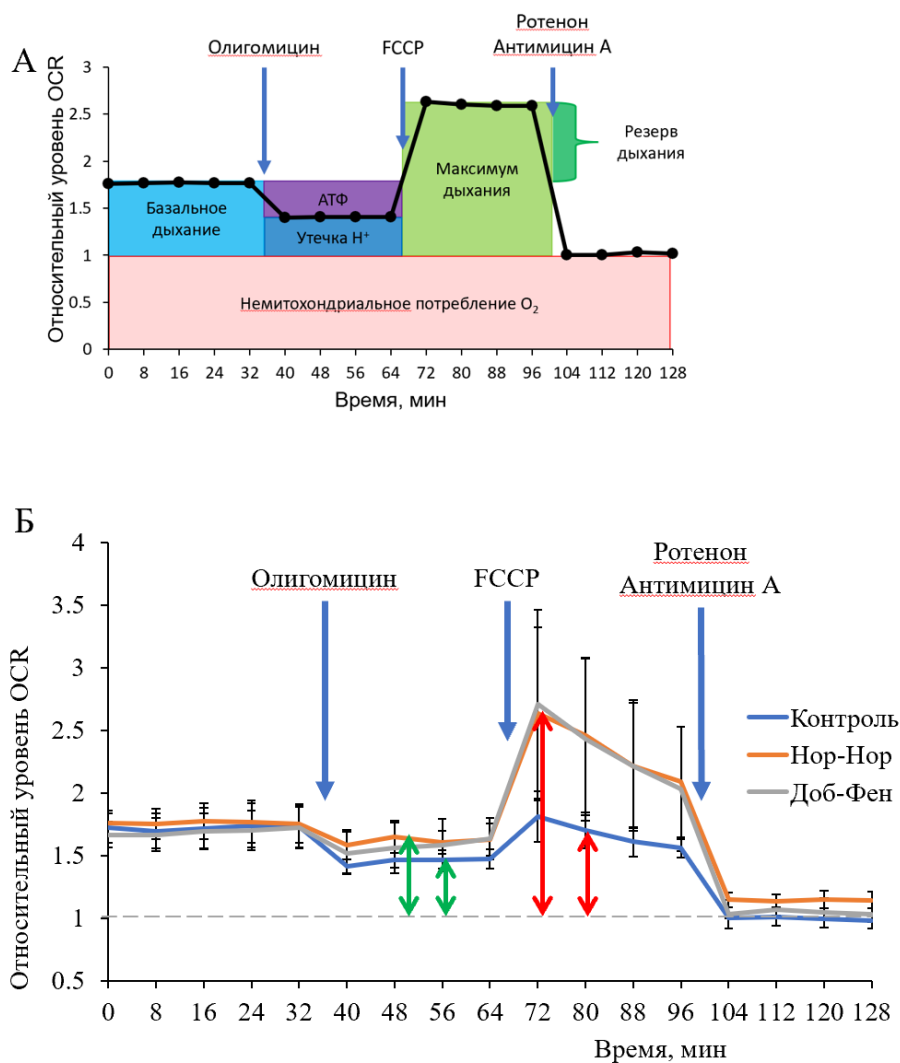 А
Олигомицин
FCCP
Ротенон
Антимицин А
Относительный уровень OCR
3
2.5
2
1.5
1
0.5
0
Базальное
дыхание
АТФ
Утечка H⁺
Максимум
дыхания
Резерв
дыхания
Немитохондриальное потребление O₂
0 8 16 24 32 40 48 56 64 72 80 88 96 104 112 120 128
Время, мин
Б
Олигомицин
FCCP
Ротенон
Антимицин А
Относительный уровень OCR
4
3.5
3
2.5
2
1.5
1
0.5
Контроль
Нор-Нор
Доб-Фен
0 8 16 24 32 40 48 56 64 72 80 88 96 104 112 120 128
Время, мин